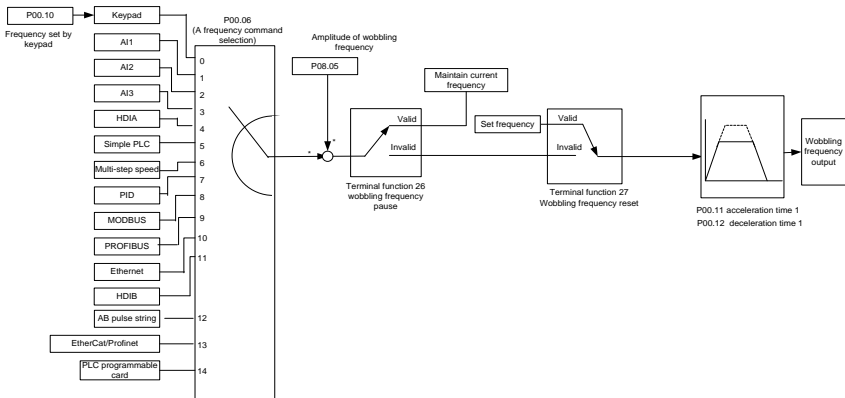 P00.10
Frequency set by
keypad
Keypad
AI1
AI2
AI3
HDIA
Simple PLC
Multi-step speed
PID
MODBUS
PROFIBUS
Ethernet
HDIB
AB pulse string
EtherCat/Profinet
PLC programmable
card
P00.06
(A frequency command
selection)
0
1
2
3
4
5
6
7
8
9
10
11
12
13
14
Amplitude of wobbling
frequency
P08.05
*
*
Maintain current
frequency
Valid
Invalid
Terminal function 26
wobbling frequency
pause
Set frequency
Valid
Invalid
Terminal function 27
Wobbling frequency reset
P00.11 acceleration time 1
P00.12 deceleration time 1
Wobbling
frequency
output